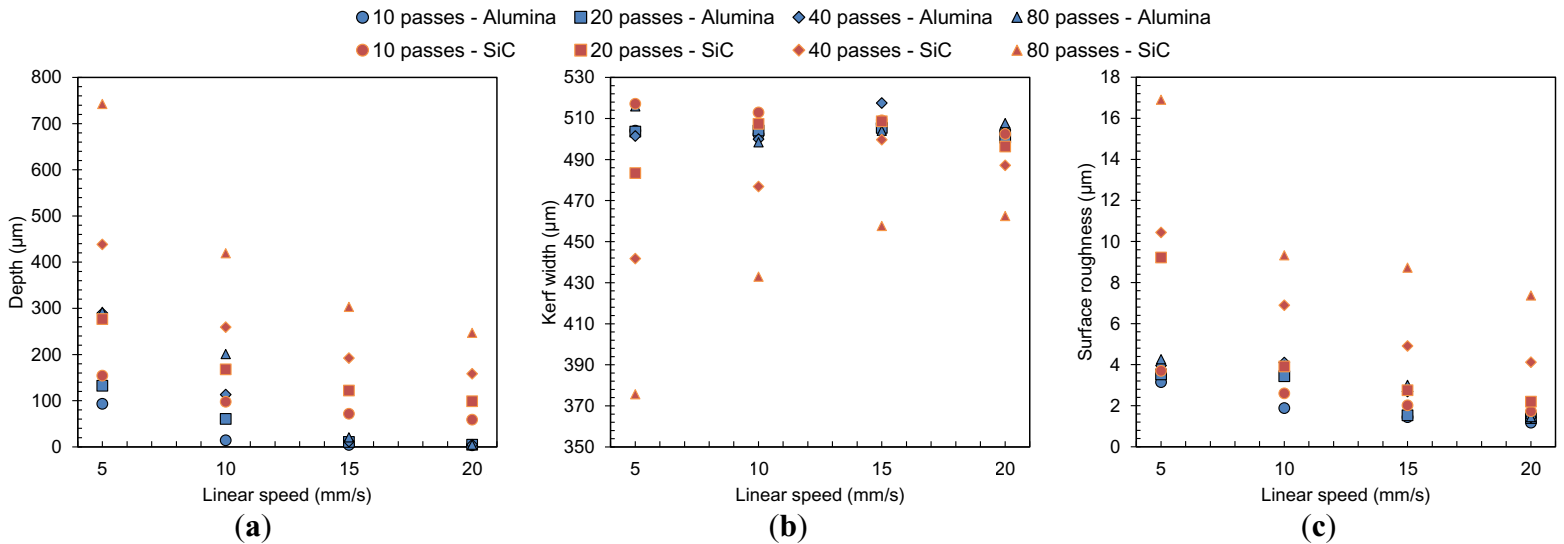 10 passes - Alumina 20 passes - Alumina 40 passes - Alumina 80 passes - Alumina
10 passes - SiC 20 passes - SiC 40 passes - SiC 80 passes - SiC
Depth (µm)
800
700
600
500
400
300
200
100
0
5 10 15 20
Linear speed (mm/s)
(a)
Kerf width (µm)
530
510
490
470
450
430
410
390
370
350
5 10 15 20
Linear speed (mm/s)
(b)
Surface roughness (µm)
18
16
14
12
10
8
6
4
2
0
5 10 15 20
Linear speed (mm/s)
(c)